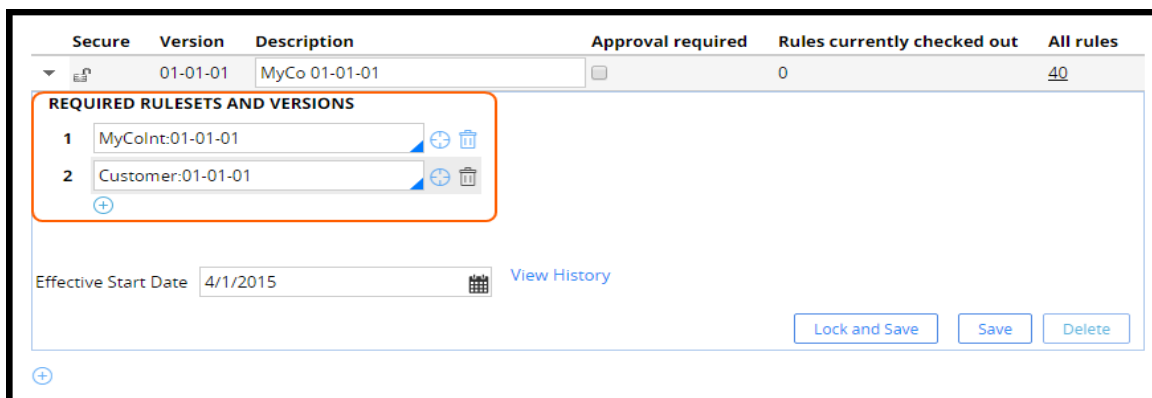 Secure Version Description Approval required Rules currently checked out All rules
01-01-01 MyCo 01-01-01 0 40
REQUIRED RULESETS AND VERSIONS
1 MyCoInt:01-01-01
2 Customer:01-01-01
Effective Start Date 4/1/2015 View History
Lock and Save Save Delete